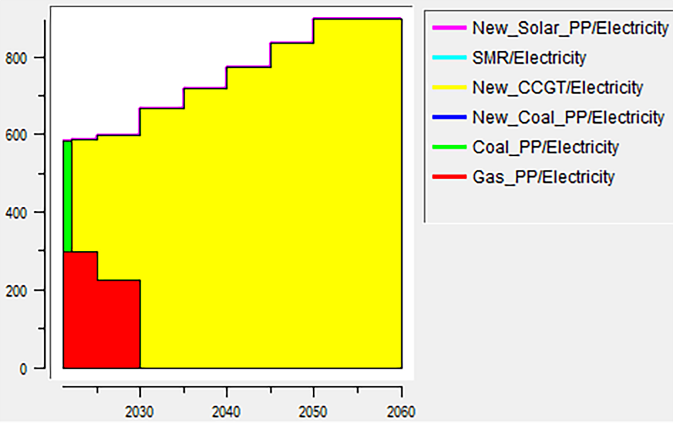 800
600
400
200
0
2030 2040 2050 2060
New_Solar_PP/Electricity
SMR/Electricity
New_CCGT/Electricity
New_Coal_PP/Electricity
Coal_PP/Electricity
Gas_PP/Electricity